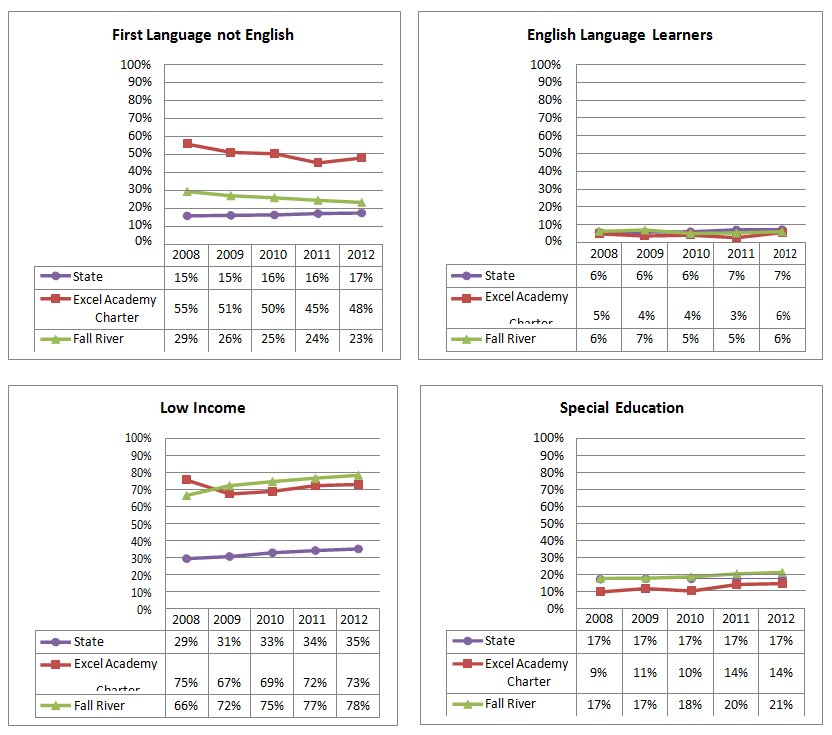 First Language not English
100%
90%
80%
70%
60%
50%
40%
30%
20%
10%
0%
2008 2009 2010 2011 2012
State 15% 15% 16% 16% 17%
Excel Academy
Charter 55% 51% 50% 45% 48%
Fall River 29% 26% 25% 24% 23%
English Language Learners
100%
90%
80%
70%
60%
50%
40%
30%
20%
10%
0%
2008 2009 2010 2011 2012
State 6% 6% 6% 7% 7%
Excel Academy
Charter 5% 4% 4% 3% 6%
Fall River 6% 7% 5% 5% 6%
Low Income
100%
90%
80%
70%
60%
50%
40%
30%
20%
10%
0%
2008 2009 2010 2011 2012
State 29% 31% 33% 34% 35%
Excel Academy
Charter 75% 67% 69% 72% 73%
Fall River 66% 72% 75% 77% 78%
Special Education
100%
90%
80%
70%
60%
50%
40%
30%
20%
10%
0%
2008 2009 2010 2011 2012
State 17% 17% 17% 17% 17%
Excel Academy
Charter 9% 11% 10% 14% 14%
Fall River 17% 17% 18% 20% 21%